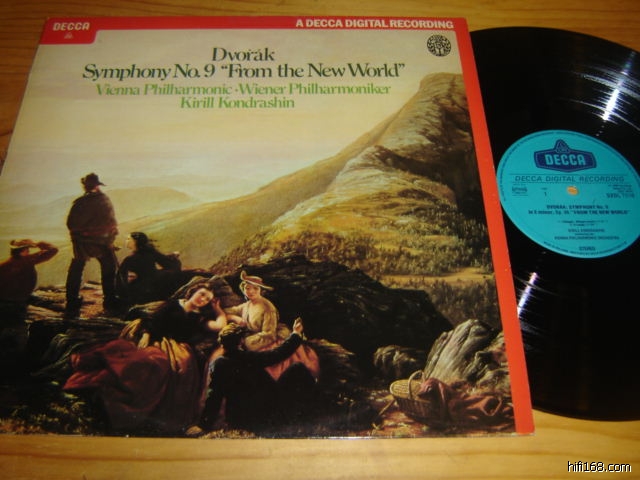 DECCA
A DECCA DIGITAL RECORDING
Dvořák
Symphony No. 9 "From the New World"
Vienna Philharmonic · Wiener Philharmoniker
Kirill Kondrashin
DECCA
DECCA DIGITAL RECORDING
DVORAK: SYMPHONY No. 9
in E minor, Op. 95 "FROM THE NEW WORLD"
KIRILL KONDRASHIN
VIENNA PHILHARMONIC ORCHESTRA
STEREO
hifi168.com